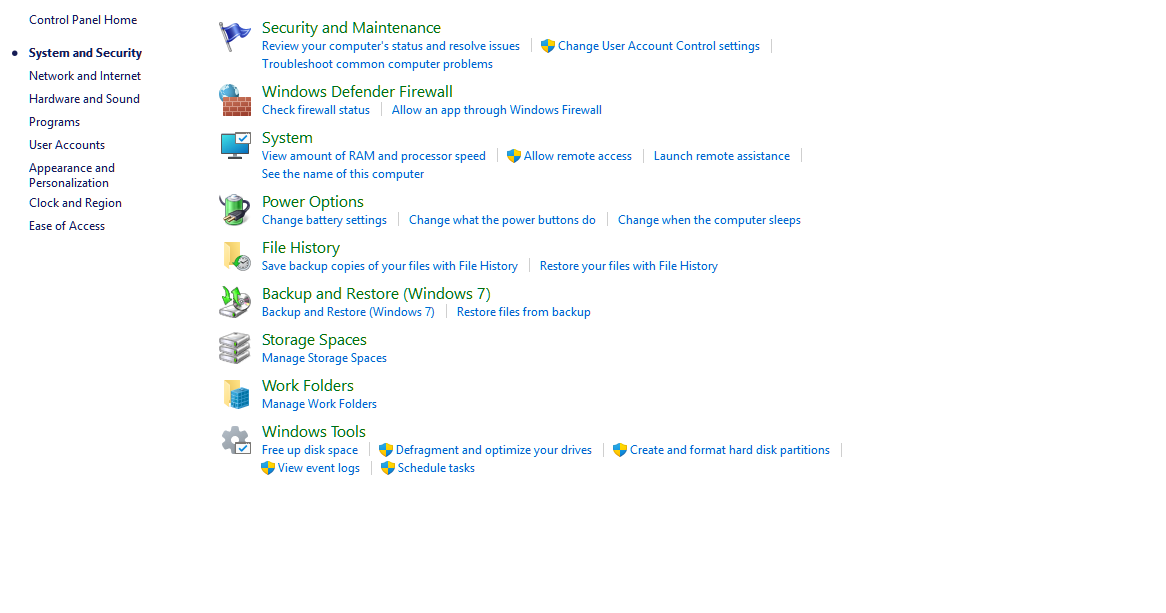 Control Panel Home
System and Security
Network and Internet
Hardware and Sound
Programs
User Accounts
Appearance and
Personalization
Clock and Region
Ease of Access
Security and Maintenance
Review your computer's status and resolve issues Change User Account Control settings
Troubleshoot common computer problems
Windows Defender Firewall
Check firewall status Allow an app through Windows Firewall
System
View amount of RAM and processor speed Allow remote access Launch remote assistance
See the name of this computer
Power Options
Change battery settings Change what the power buttons do Change when the computer sleeps
File History
Save backup copies of your files with File History Restore your files with File History
Backup and Restore (Windows 7)
Backup and Restore (Windows 7) Restore files from backup
Storage Spaces
Manage Storage Spaces
Work Folders
Manage Work Folders
Windows Tools
Free up disk space Defragment and optimize your drives Create and format hard disk partitions
View event logs Schedule tasks